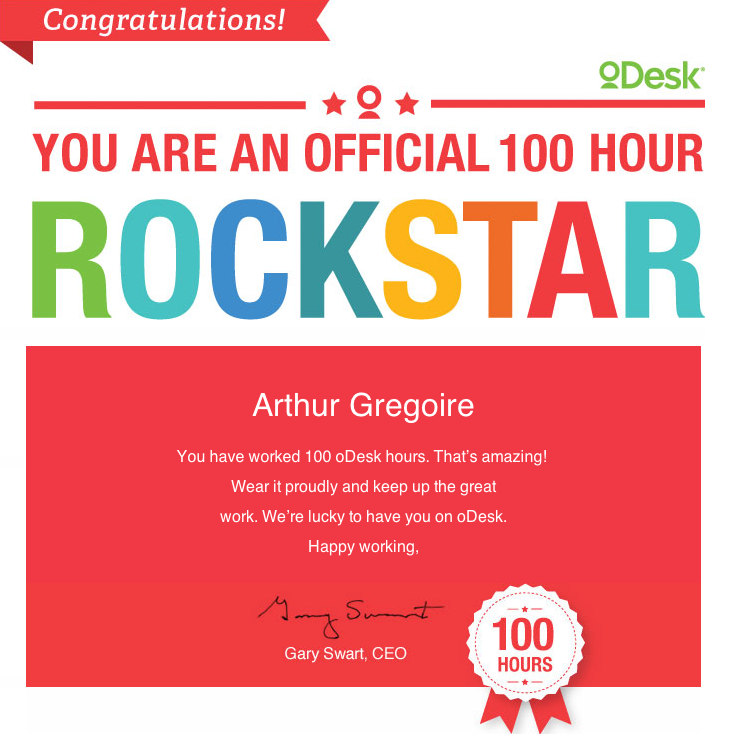 Congratulations!
oDesk
YOU ARE AN OFFICIAL 100 HOUR
ROCKSTAR
Arthur Gregoire
You have worked 100 oDesk hours. That's amazing!
Wear it proudly and keep up the great
work. We're lucky to have you on oDesk.
Happy working,
Gary Swart
Gary Swart, CEO
100
HOURS